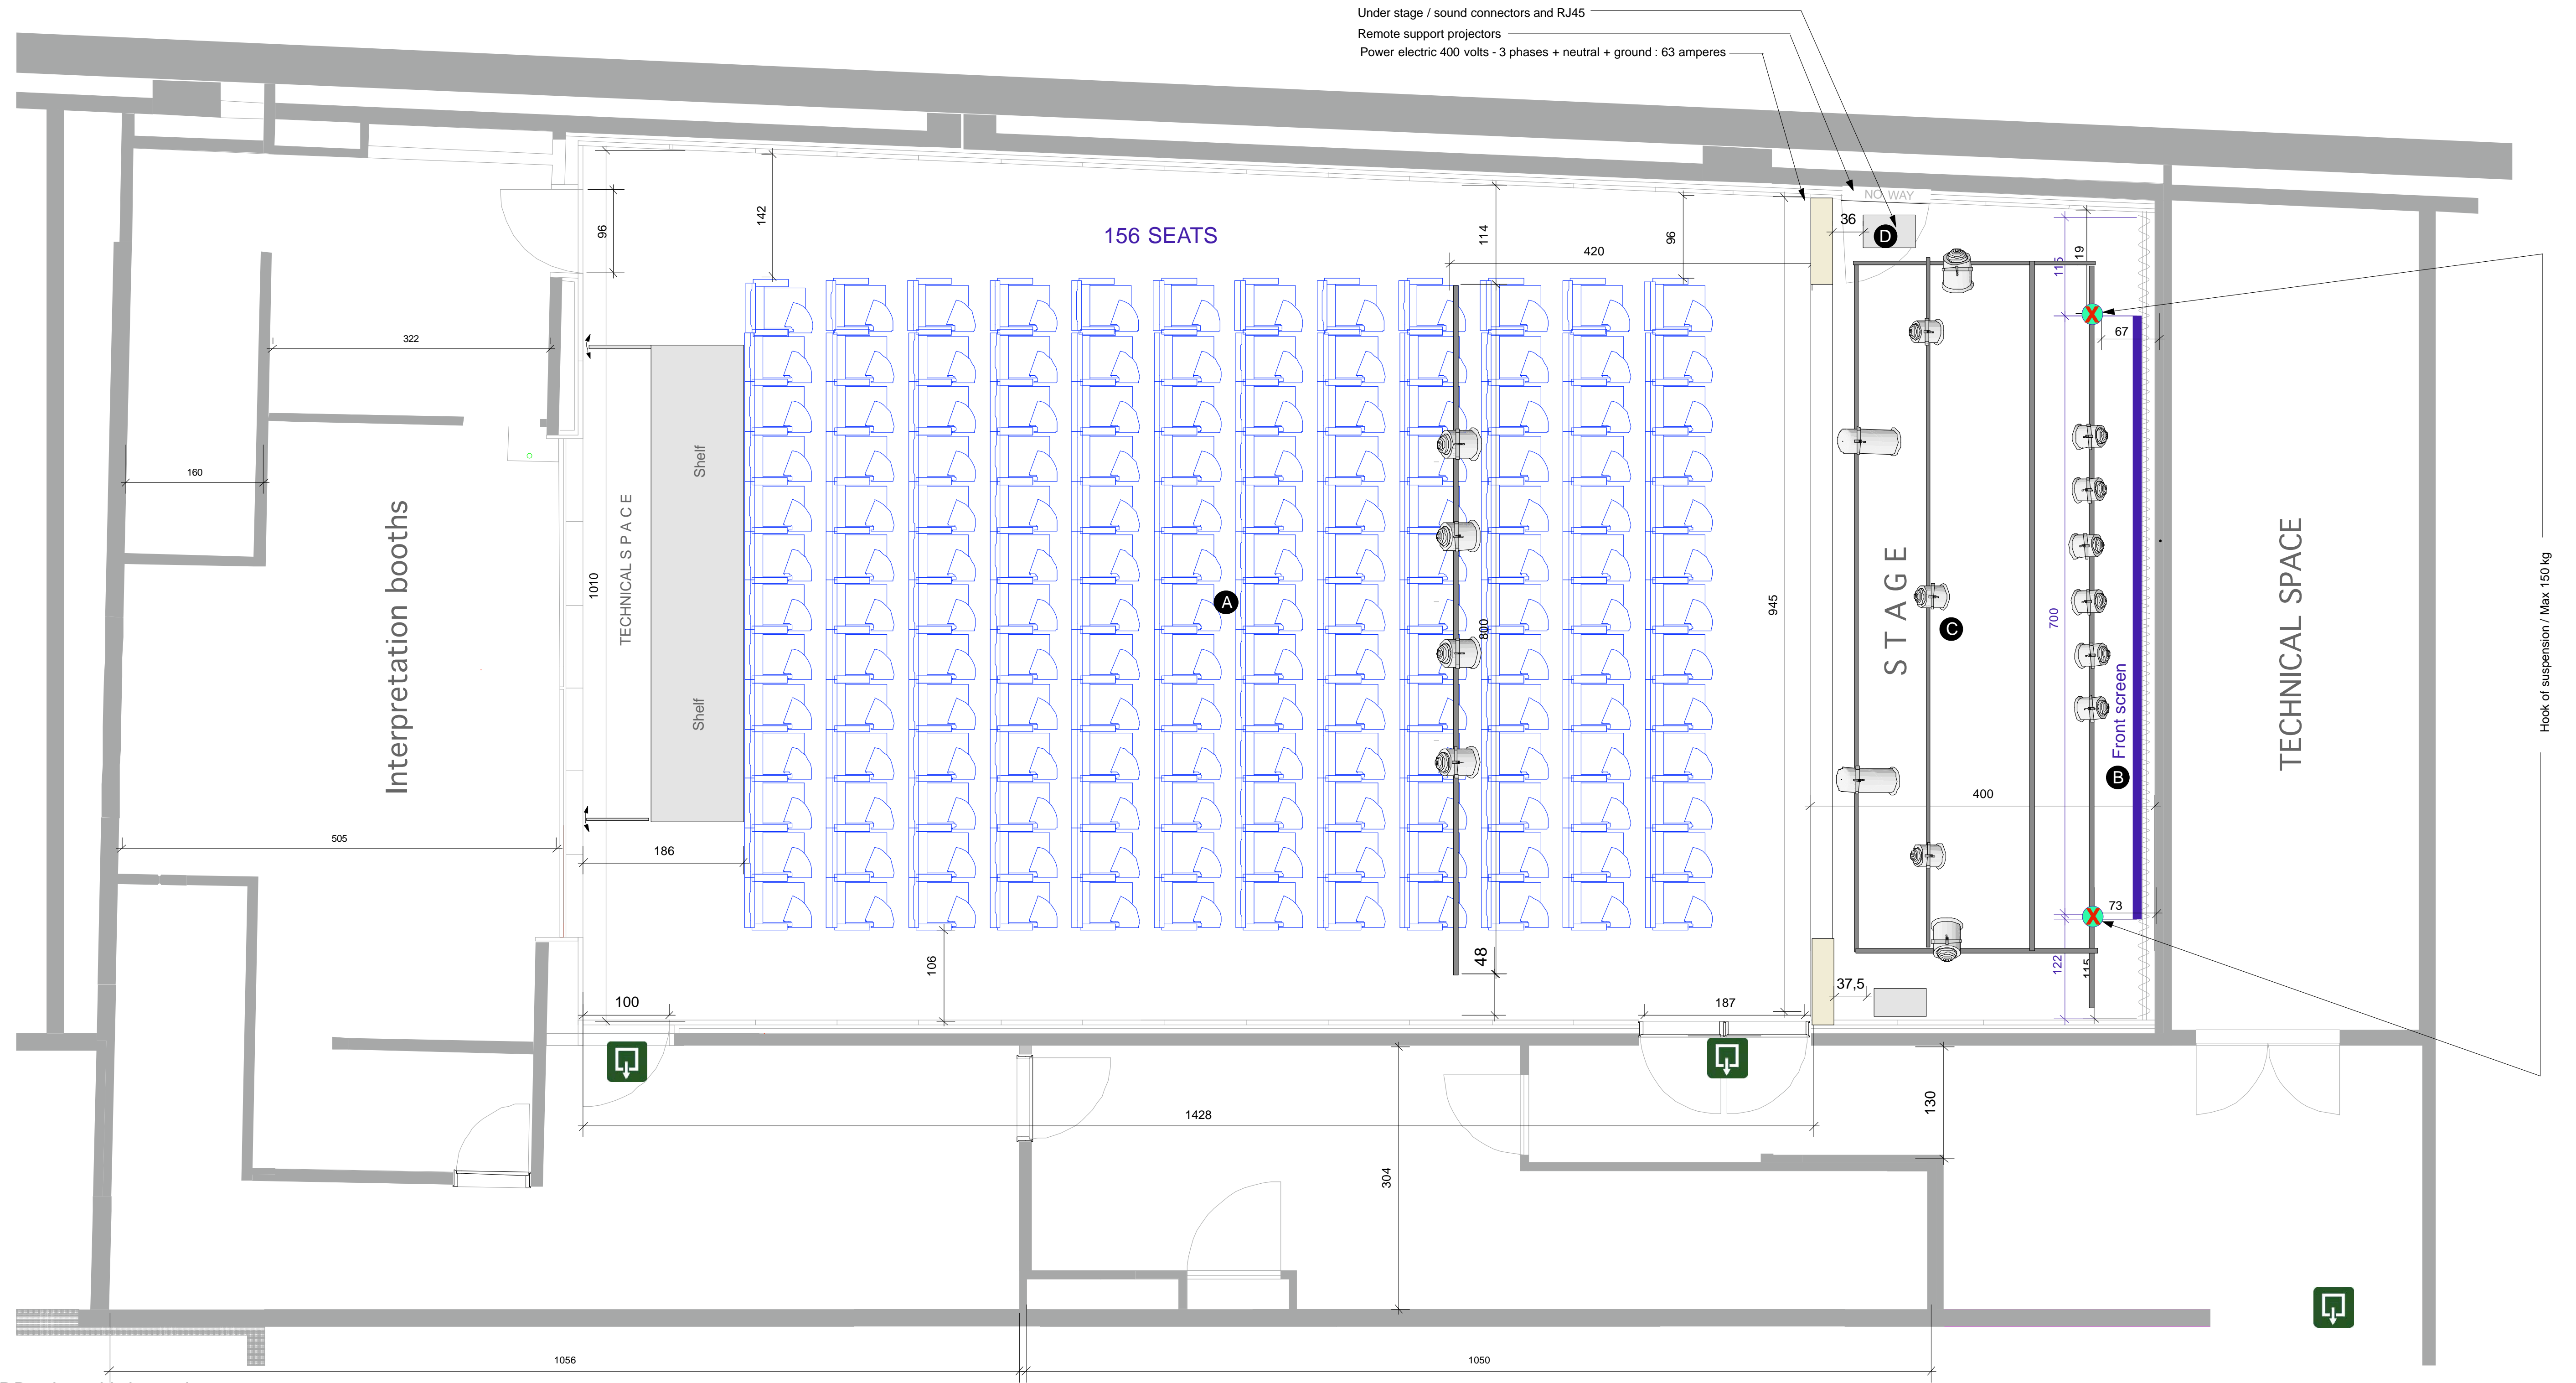 Under stage / sound connectors and RJ45
Remote support projectors
Power electric 400 volts - 3 phases + neutral + ground : 63 amperes
NO WAY
36
D
142
96
156 SEATS
114
96
420
19
115
67
322
160
Interpretation booths
TECHNICAL S P A C E
1010
Shelf
Shelf
A
800
945
S T A G E
C
700
B Front screen
TECHNICAL SPACE
Hook of suspension / Max 150 kg
400
505
186
73
106
48
122
115
100
187
37,5
1428
130
304
1056
1050